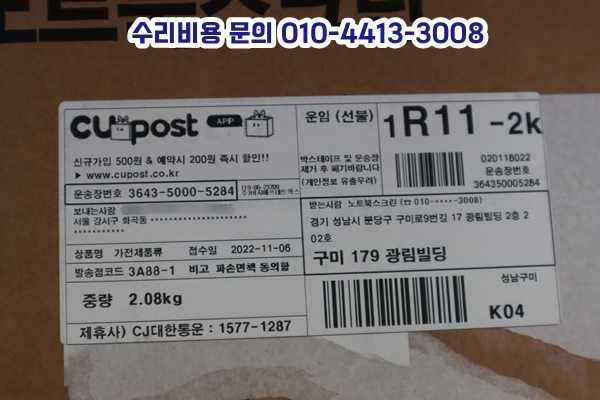 수리비용 문의 010-4413-3008
CUpost APP
신규가입 500원 & 예약시 200원 즉시 할인!!
▶ www.cupost.co.kr
운송장번호 3643-5000-5284
보내는사람
서울 강서구 화곡동 ********************
***********
상품명 가전제품류 접수일 2022-11-06
발송점코드 3A88-1 비고 파손면책 동의함
중량 2.08kg
제휴사) CJ대한통운 : 1577-1287
운임 (선불)
박스테이프 및 운송장
제거 후 폐기바랍니다
(개인정보 유출우려)
1R11 -2k
020118022
운송장번호
364350005284
받는사람 노트북스크린 (☎ 010-*****-3008)
경기 성남시 분당구 구미로9번길 17 광림빌딩 2층 2
02호
구미 179 광림빌딩
성남구미
K04